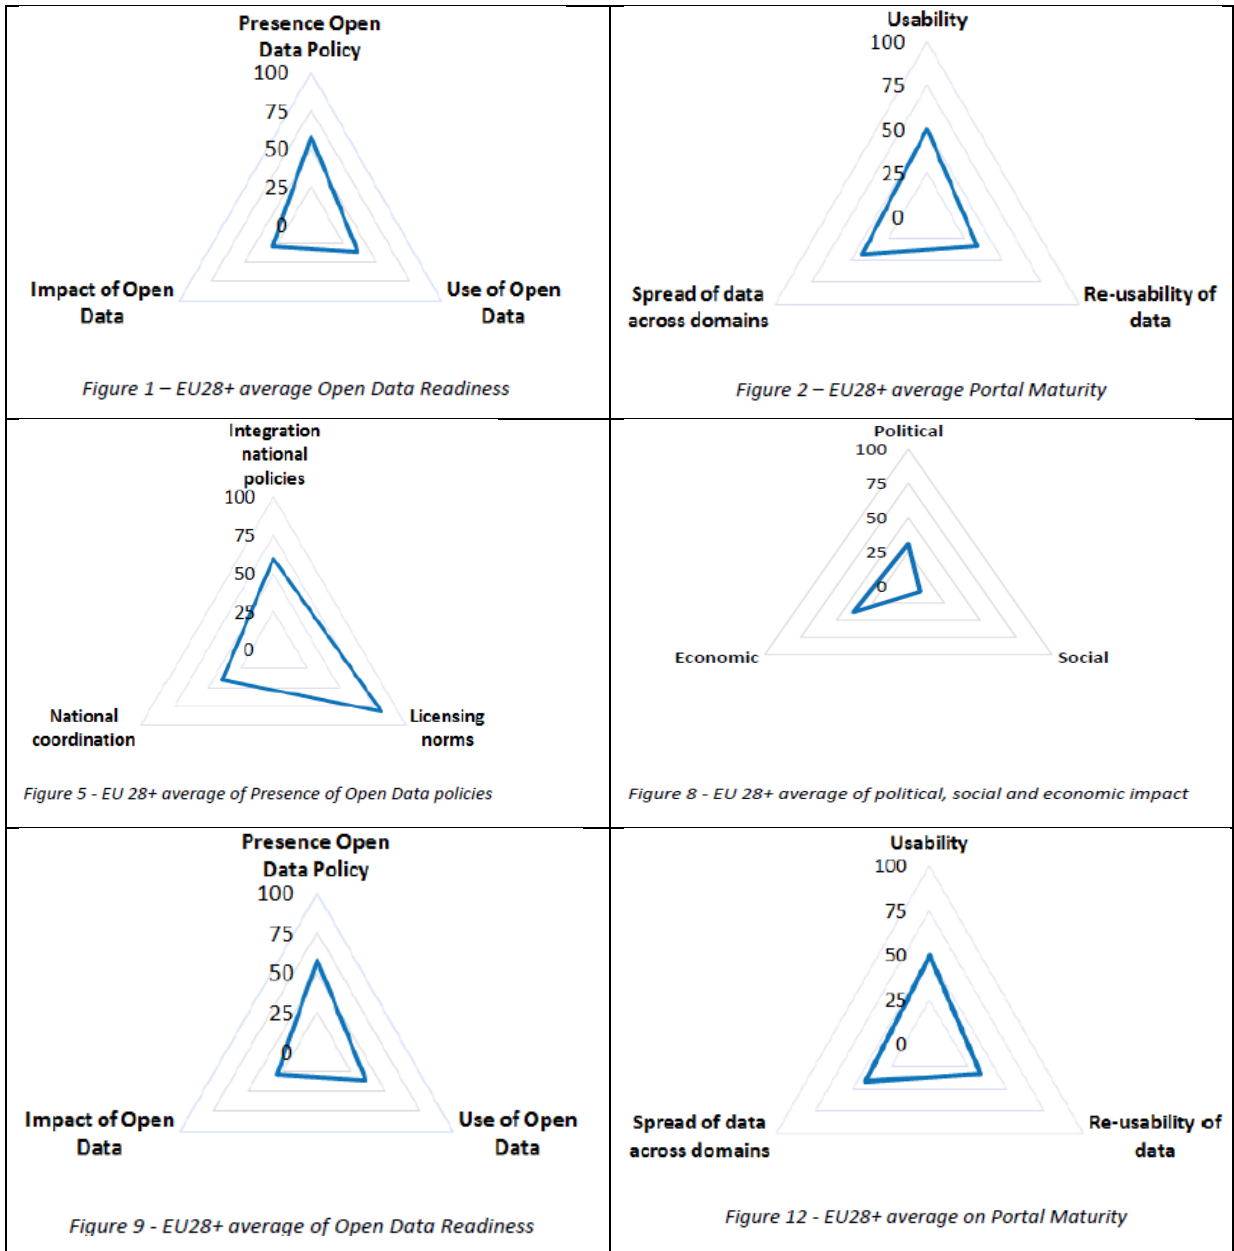 Presence Open
Data Policy
100
75
50
25
0
Impact of Open
Data
Use of Open
Data
Figure 1 – EU28+ average Open Data Readiness
Usability
100
75
50
25
0
Spread of data
across domains
Re-usability of
data
Figure 2 – EU28+ average Portal Maturity
Integration
national
policies
100
75
50
25
0
National
coordination
Licensing
norms
Figure 5 - EU 28+ average of Presence of Open Data policies
Political
100
75
50
25
0
Economic
Social
Figure 8 - EU 28+ average of political, social and economic impact
Presence Open
Data Policy
100
75
50
25
0
Impact of Open
Data
Use of Open
Data
Figure 9 - EU28+ average of Open Data Readiness
Usability
100
75
50
25
0
Spread of data
across domains
Re-usability of
data
Figure 12 - EU28+ average on Portal Maturity